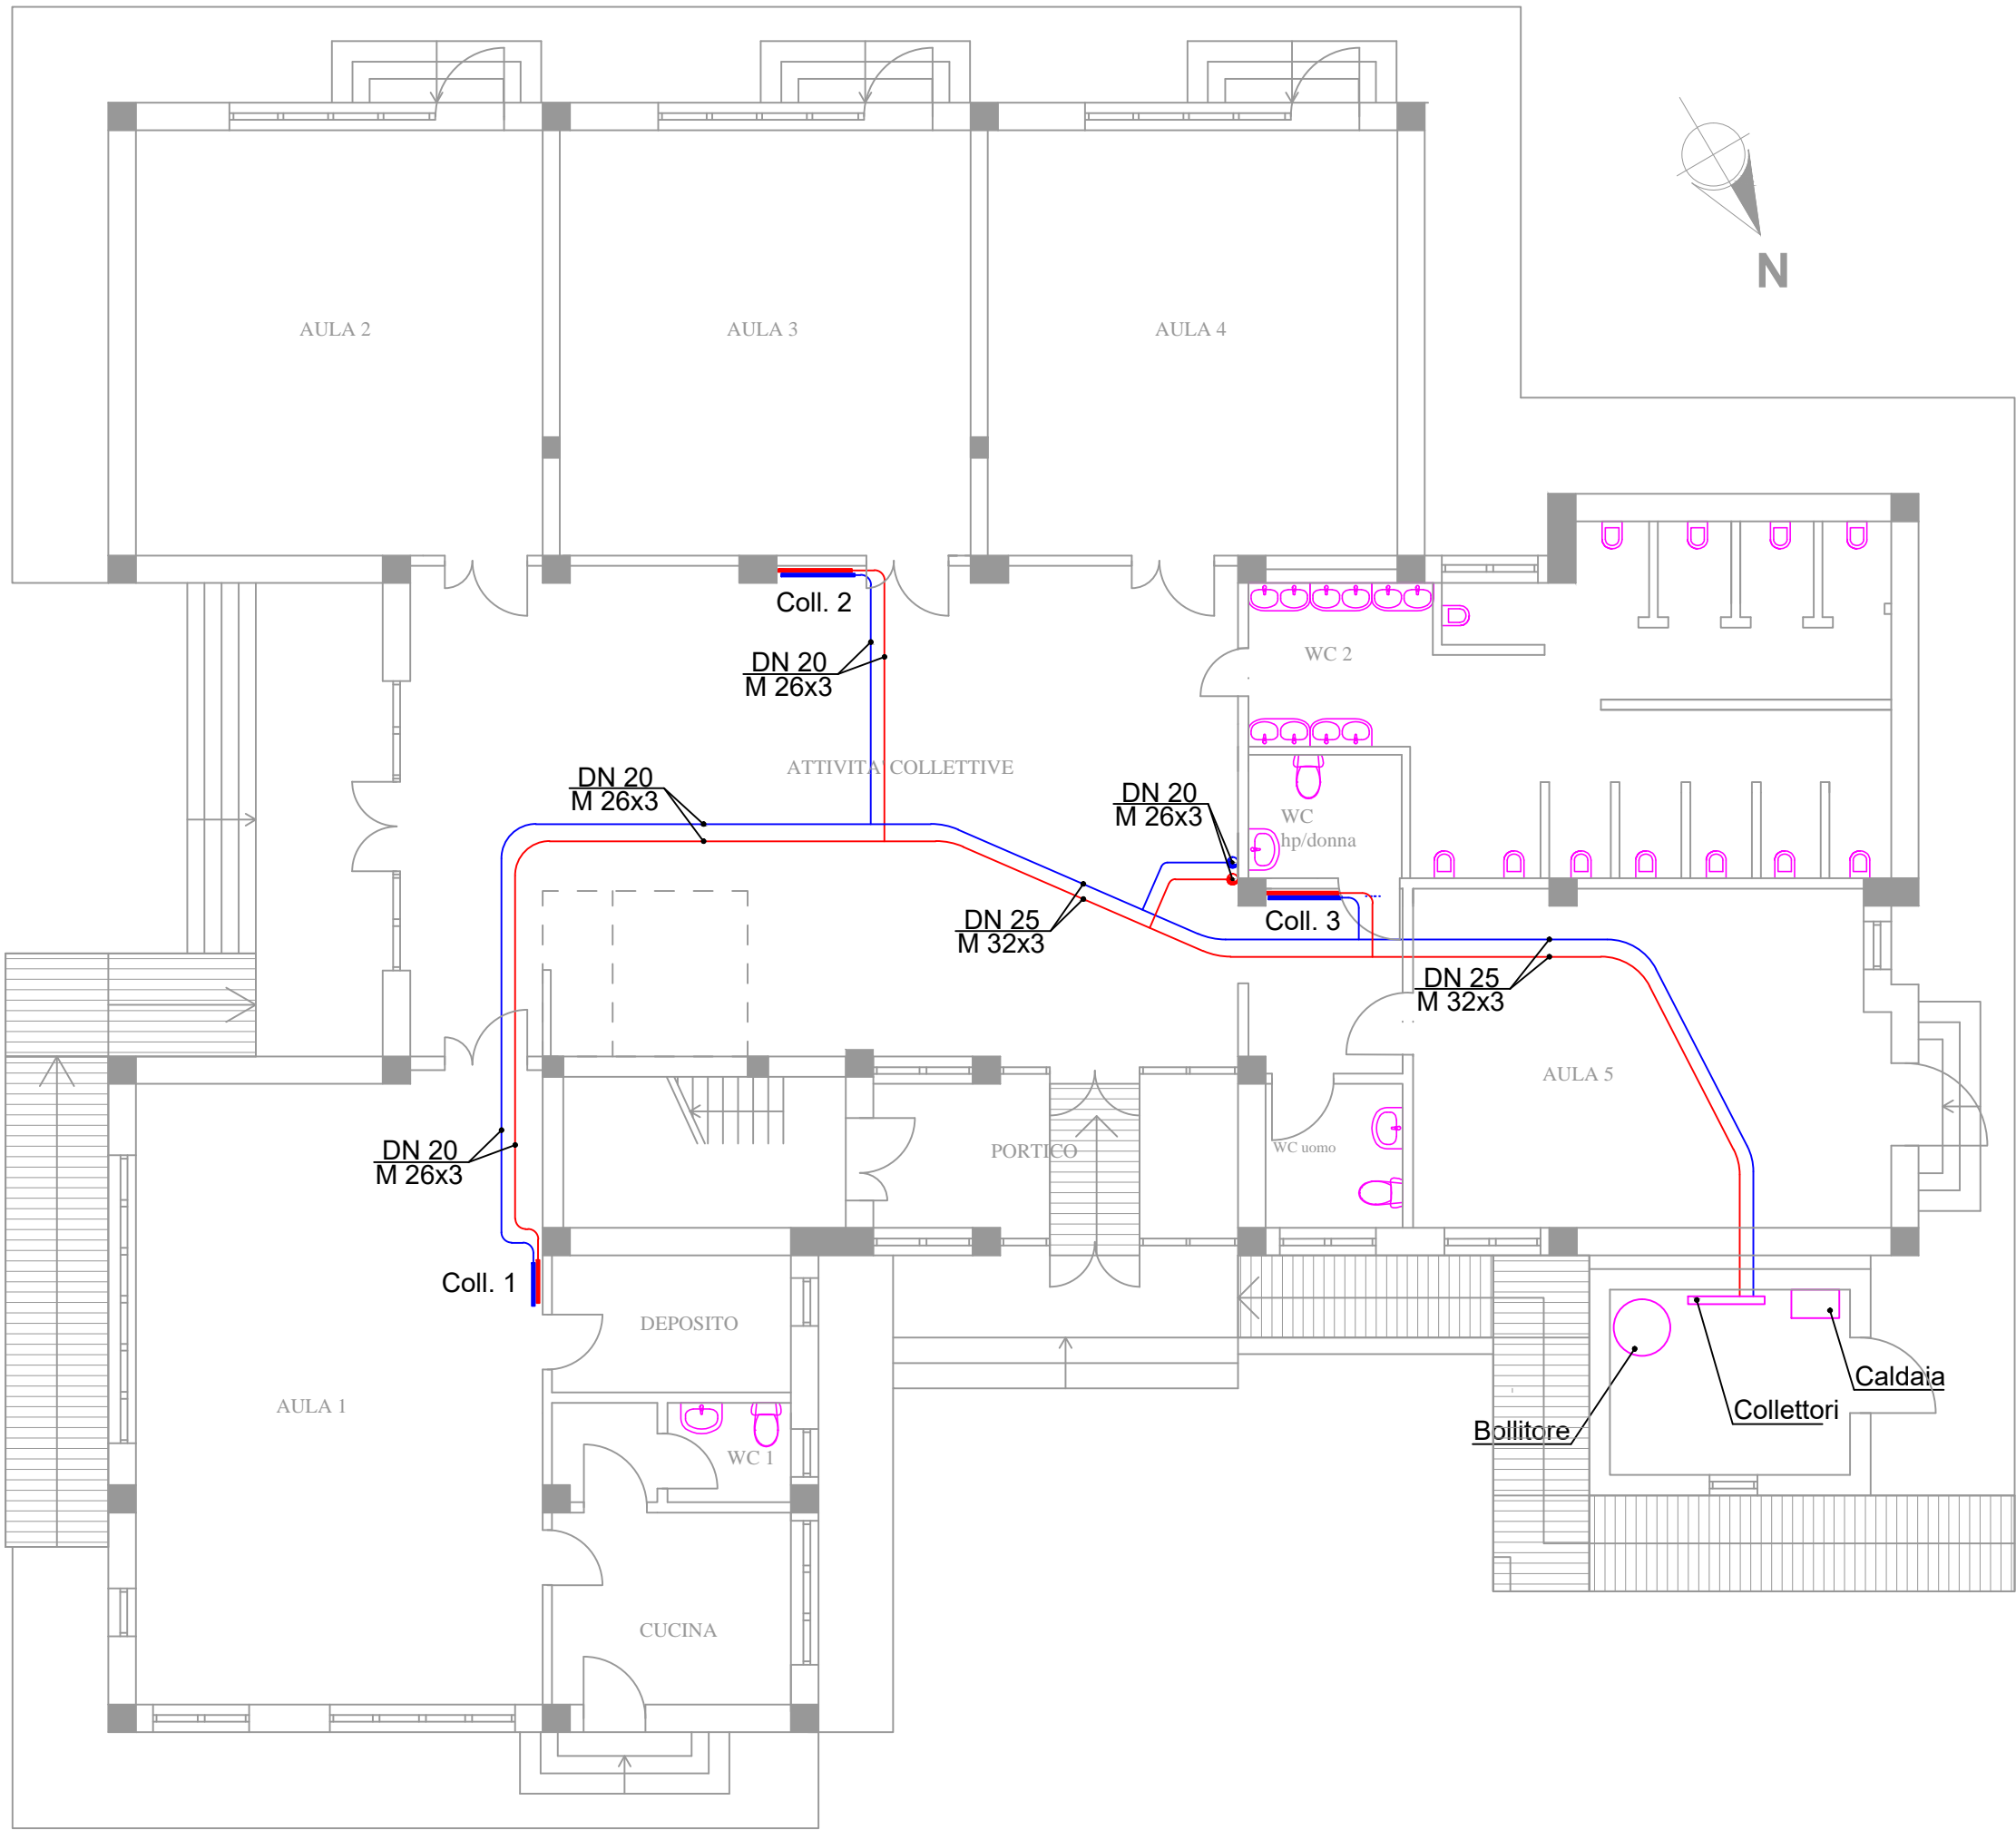 N
AULA 2
AULA 3
AULA 4
Coll. 2
DN 20
M 26x3
WC 2
ATTIVITA' COLLETTIVE
DN 20
M 26x3
DN 20
M 26x3
WC
hp/donna
Coll. 3
DN 25
M 32x3
DN 25
M 32x3
AULA 5
DN 20
M 26x3
PORTICO
WC uomo
Coll. 1
DEPOSITO
AULA 1
WC 1
Caldaia
Collettori
Bollitore
CUCINA